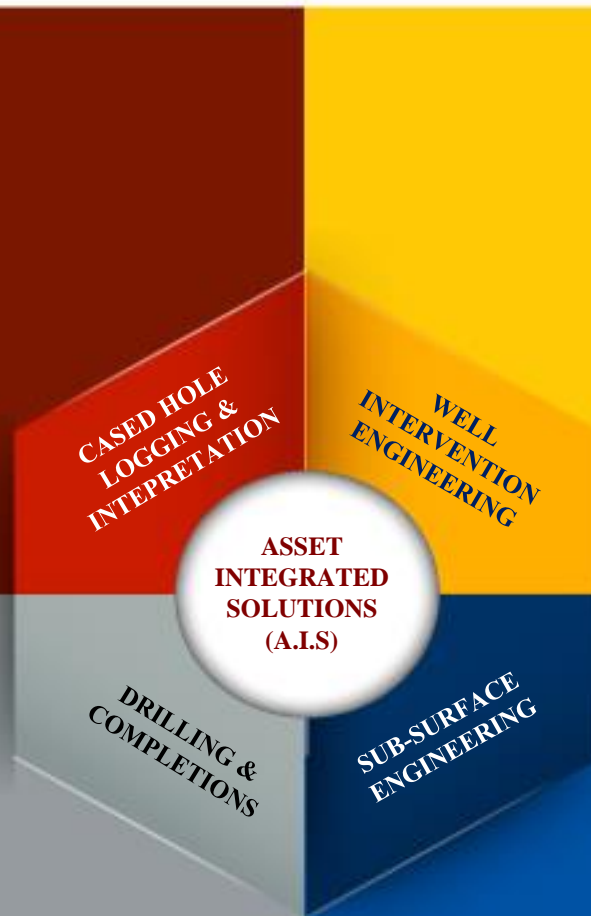 CASED HOLE
LOGGING &
INTEPRETATION
WELL
INTERVENTION
ENGINEERING
ASSET
INTEGRATED
SOLUTIONS
(A.I.S)
DRILLING &
COMPLETIONS
SUB-SURFACE
ENGINEERING